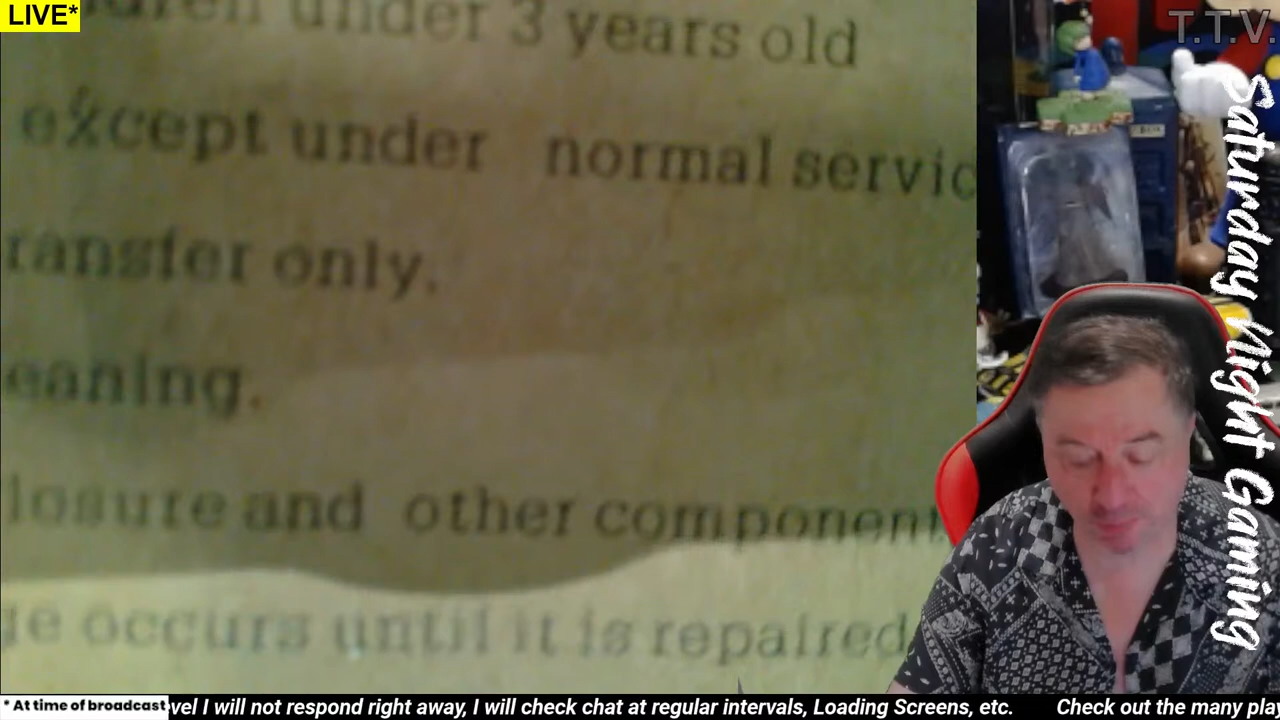 LIVE*
T.T.V.
under 3 years old
except under normal servic
ransfer only.
eaning.
losure and other component
ge occurs until it is repaired
Saturday Night Gaming
* At time of broadcast
vel I will not respond right away, I will check chat at regular intervals, Loading Screens, etc. Check out the many play